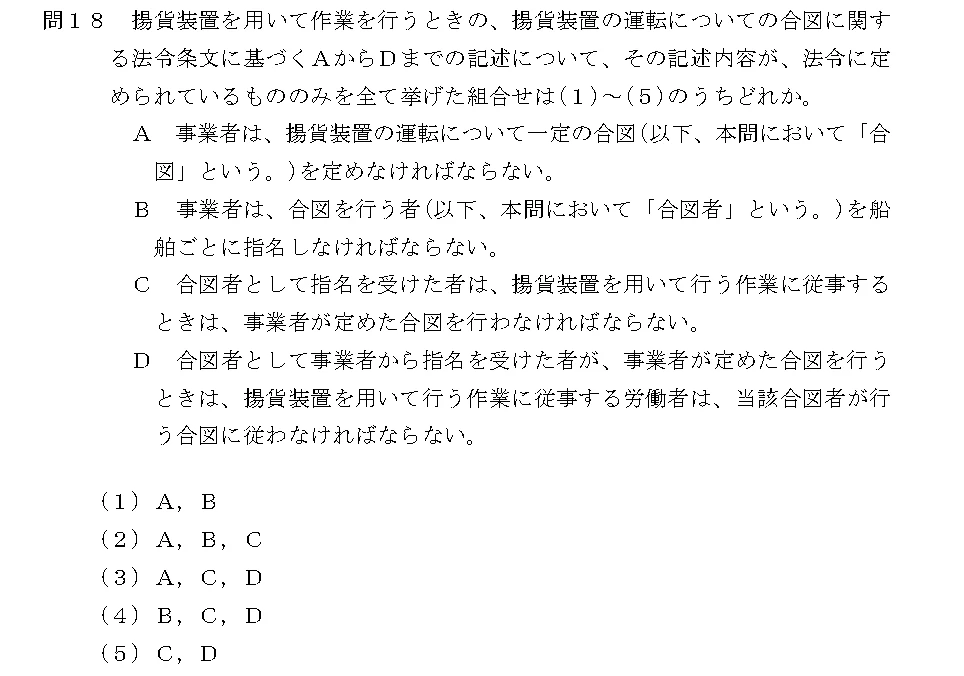 問１８　揚貨装置を用いて作業を行うときの、揚貨装置の運転についての合図に関す
る法令条文に基づくＡからＤまでの記述について、その記述内容が、法令に定
められているもののみを全て挙げた組合せは(１)～(５)のうちどれか。
Ａ　事業者は、揚貨装置の運転について一定の合図(以下、本問において「合
図」という。)を定めなければならない。
Ｂ　事業者は、合図を行う者(以下、本問において「合図者」という。)を船
舶ごとに指名しなければならない。
Ｃ　合図者として指名を受けた者は、揚貨装置を用いて行う作業に従事する
ときは、事業者が定めた合図を行わなければならない。
Ｄ　合図者として事業者から指名を受けた者が、事業者が定めた合図を行う
ときは、揚貨装置を用いて行う作業に従事する労働者は、当該合図者が行
う合図に従わなければならない。
(１) Ａ，Ｂ
(２) Ａ，Ｂ，Ｃ
(３) Ａ，Ｃ，Ｄ
(４) Ｂ，Ｃ，Ｄ
(５) Ｃ，Ｄ